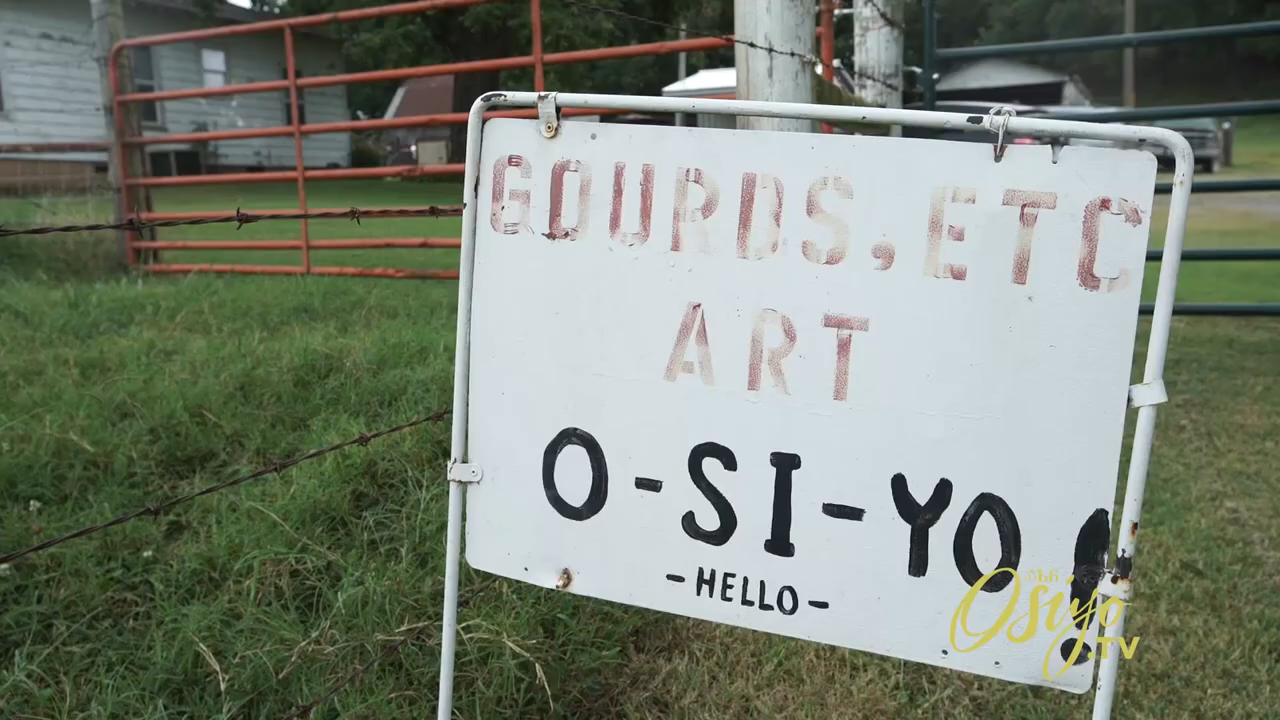 GOURDS, ETC
ART
O-SI-YO!
-HELLO-
Osiyo
.TV